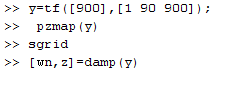 >> y=tf([900],[1 90 900]);
>>  pzmap(y)
>> sgrid
>> [wn,z]=damp(y)